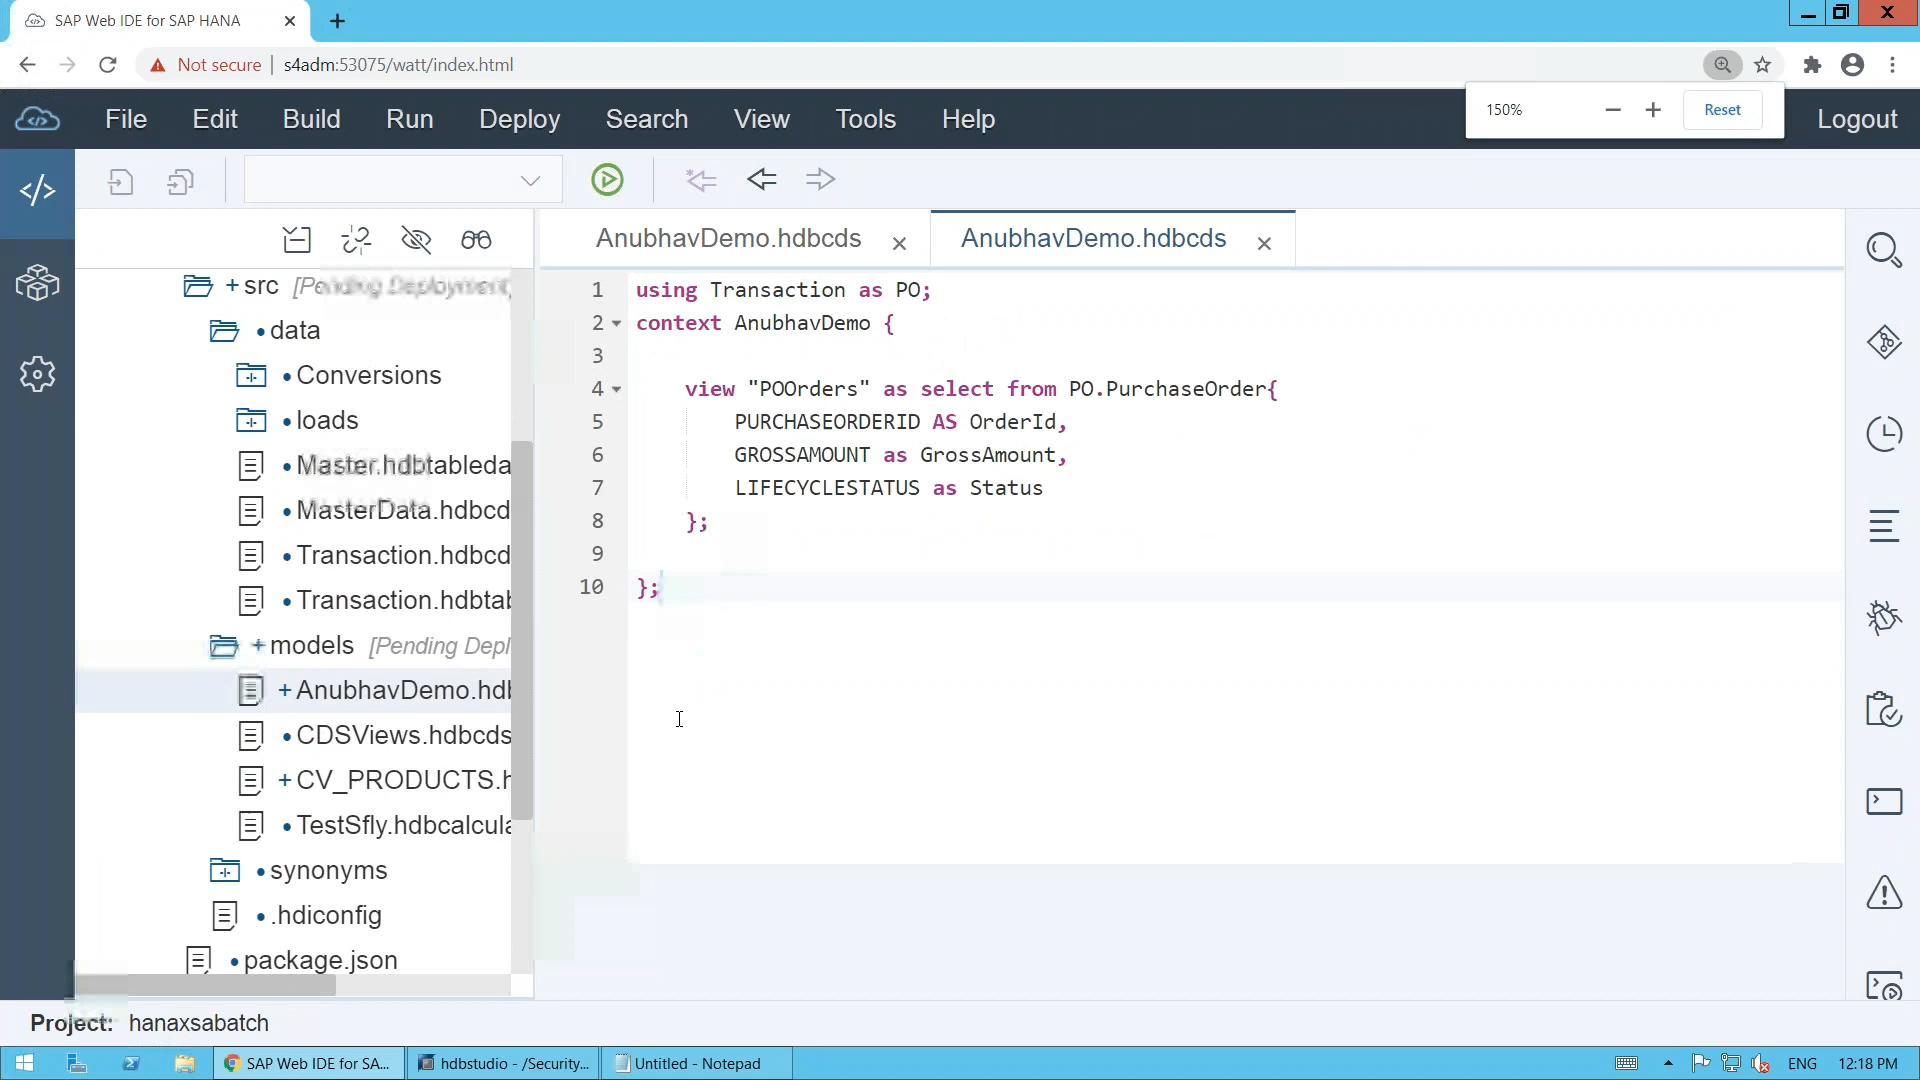 SAP Web IDE for SAP HANA
Not secure | s4adm:53075/watt/index.html
150%
Reset
File Edit Build Run Deploy Search View Tools Help
Logout
src [Pending Deployment]
data
Conversions
loads
Master.hdbtableda
MasterData.hdbcd
Transaction.hdbcd
Transaction.hdbtab
models [Pending Depl
AnubhavDemo.hdb
CDSViews.hdbcds
CV_PRODUCTS.h
TestSfly.hdbcalcula
synonyms
.hdiconfig
package.json
AnubhavDemo.hdbcds
AnubhavDemo.hdbcds
1 using Transaction as PO;
2 context AnubhavDemo {
3
4 view "POOrders" as select from PO.PurchaseOrder{
5 PURCHASEORDERID AS OrderId,
6 GROSSAMOUNT as GrossAmount,
7 LIFECYCLESTATUS as Status
8 };
9
10 };
Project: hanaxsabatch
SAP Web IDE for SA...
hdbstudio - /Security...
Untitled - Notepad
ENG
12:18 PM